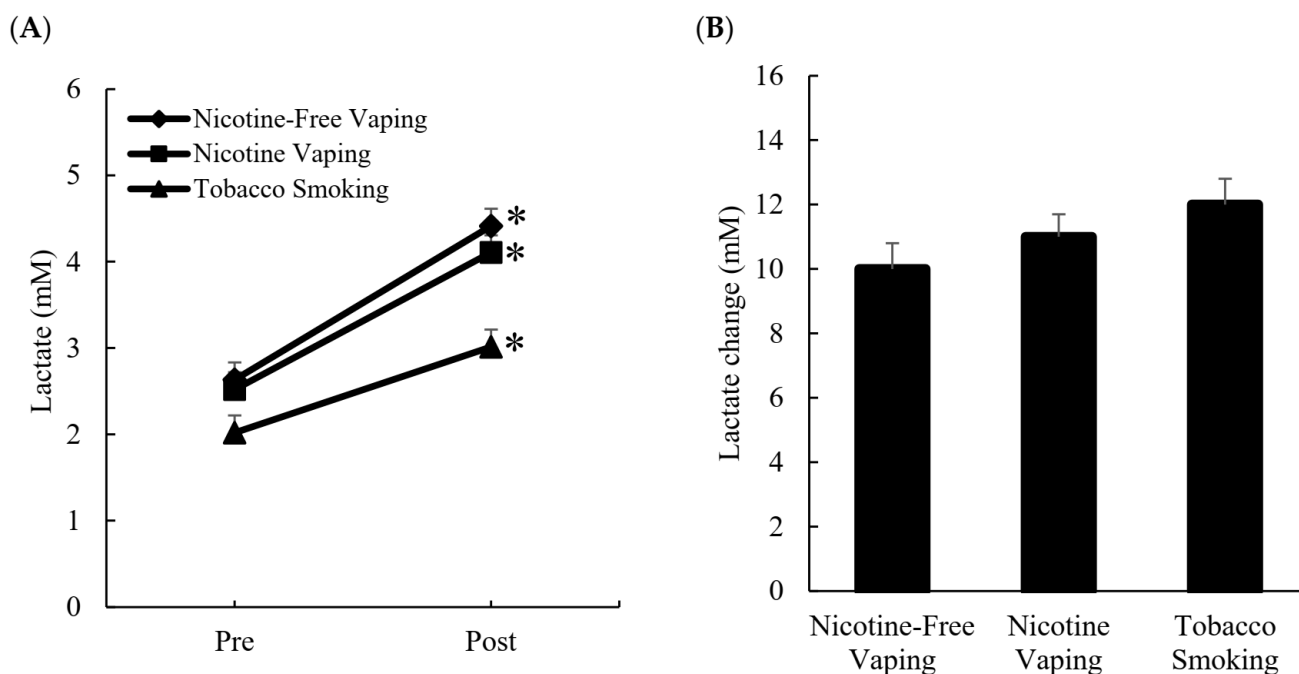 (A)
Lactate (mM)
6
5
4
3
2
1
0
Nicotine-Free Vaping
Nicotine Vaping
Tobacco Smoking
*
*
*
Pre
Post
(B)
Lactate change (mM)
16
14
12
10
8
6
4
2
0
Nicotine-Free
Vaping
Nicotine
Vaping
Tobacco
Smoking